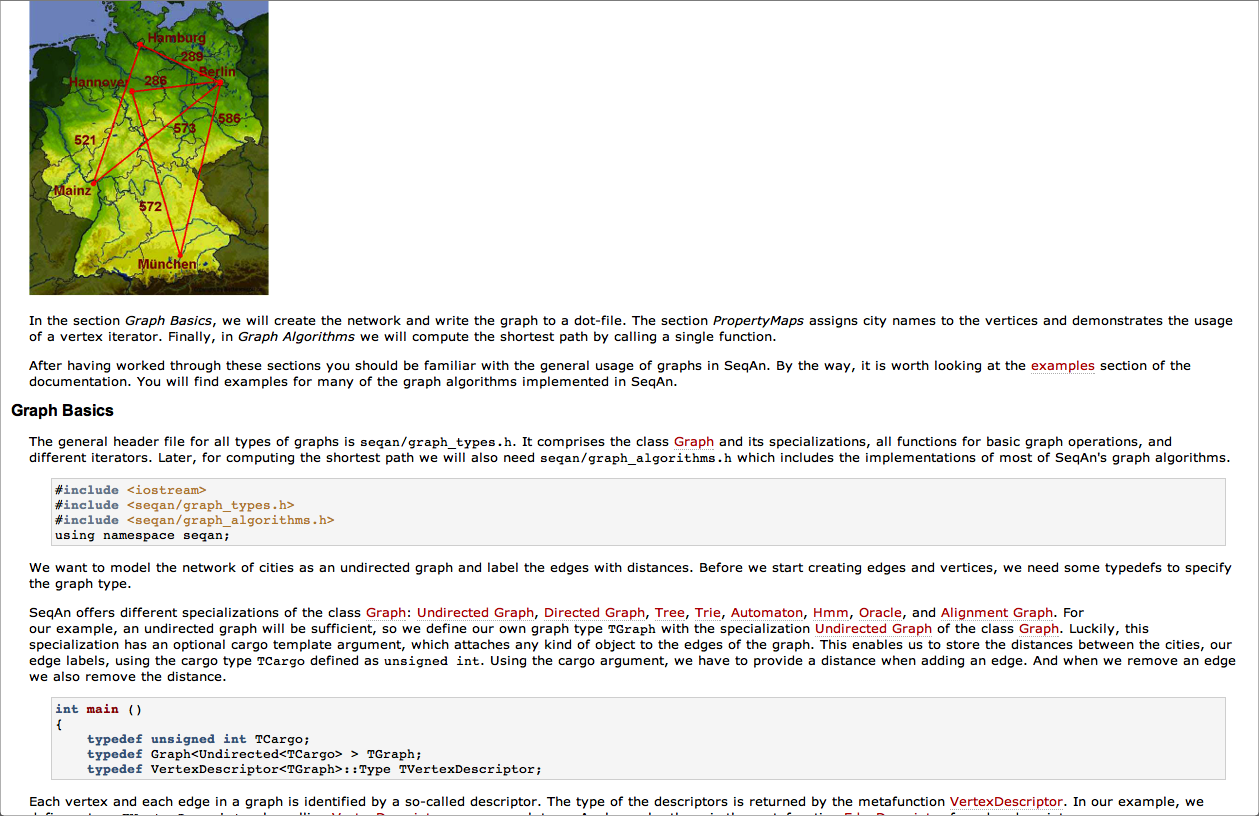 Hamburg
289
Berlin
Hannover
286
586
573
521
Mainz
572
München
In the section Graph Basics, we will create the network and write the graph to a dot-file. The section PropertyMaps assigns city names to the vertices and demonstrates the usage
of a vertex iterator. Finally, in Graph Algorithms we will compute the shortest path by calling a single function.
After having worked through these sections you should be familiar with the general usage of graphs in SeqAn. By the way, it is worth looking at the examples section of the
documentation. You will find examples for many of the graph algorithms implemented in SeqAn.
Graph Basics
The general header file for all types of graphs is seqan/graph_types.h. It comprises the class Graph and its specializations, all functions for basic graph operations, and
different iterators. Later, for computing the shortest path we will also need seqan/graph_algorithms.h which includes the implementations of most of SeqAn's graph algorithms.
#include <iostream>
#include <seqan/graph_types.h>
#include <seqan/graph_algorithms.h>
using namespace seqan;
We want to model the network of cities as an undirected graph and label the edges with distances. Before we start creating edges and vertices, we need some typedefs to specify
the graph type.
SeqAn offers different specializations of the class Graph: Undirected Graph, Directed Graph, Tree, Trie, Automaton, Hmm, Oracle, and Alignment Graph. For
our example, an undirected graph will be sufficient, so we define our own graph type TGraph with the specialization Undirected Graph of the class Graph. Luckily, this
specialization has an optional cargo template argument, which attaches any kind of object to the edges of the graph. This enables us to store the distances between the cities, our
edge labels, using the cargo type TCargo defined as unsigned int. Using the cargo argument, we have to provide a distance when adding an edge. And when we remove an edge
we also remove the distance.
int main ()
{
    typedef unsigned int TCargo;
    typedef Graph<Undirected<TCargo> > TGraph;
    typedef VertexDescriptor<TGraph>::Type TVertexDescriptor;
Each vertex and each edge in a graph is identified by a so-called descriptor. The type of the descriptors is returned by the metafunction VertexDescriptor. In our example, we